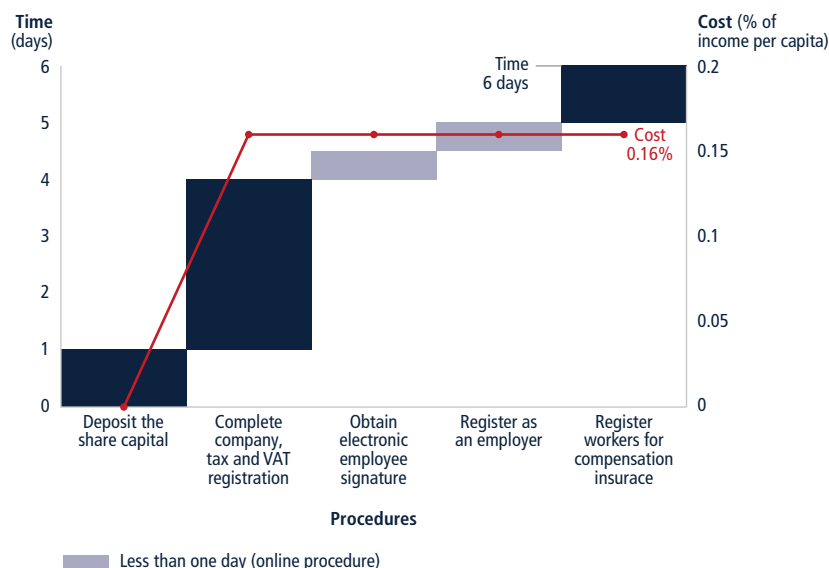 Time
(days)
Cost (% of
income per capita)
6
5
4
3
2
1
0
Time
6 days
Cost
0.16%
0.2
0.15
0.1
0.05
0
Deposit the
share capital
Complete
company,
tax and VAT
registration
Obtain
electronic
employee
signature
Register as
an employer
Register
workers for
compensation
insurace
Procedures
Less than one day (online procedure)